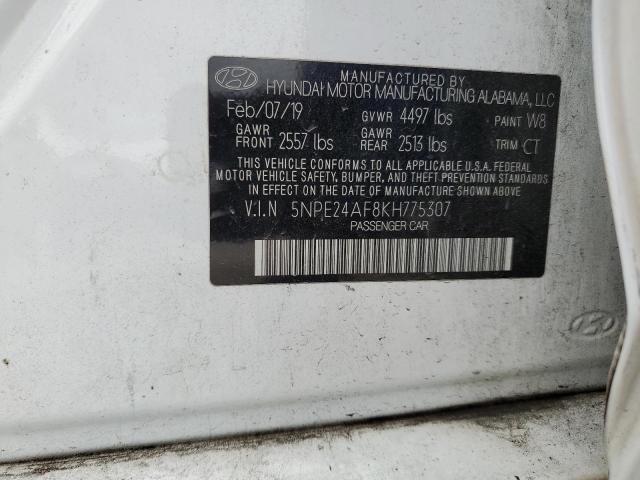 MANUFACTURED BY
HYUNDAI MOTOR MANUFACTURING ALABAMA, LLC
Feb/07/19 GVWR 4497 lbs PAINT W8
GAWR FRONT 2557 lbs GAWR REAR 2513 lbs TRIM CT
THIS VEHICLE CONFORMS TO ALL APPLICABLE U.S.A. FEDERAL
MOTOR VEHICLE SAFETY, BUMPER, AND THEFT PREVENTION STANDARDS
IN EFFECT ON THE DATE OF MANUFACTURE SHOWN ABOVE
V.I.N 5NPE24AF8KH775307
PASSENGER CAR